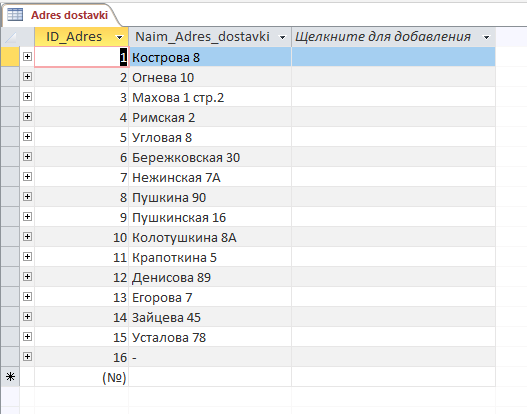 Adres dostavki
ID_Adres Naim_Adres_dostavki Щелкните для добавления
1 Кострова 8
2 Огнева 10
3 Махова 1 стр.2
4 Римская 2
5 Угловая 8
6 Бережковская 30
7 Нежинская 7А
8 Пушкина 90
9 Пушкинская 16
10 Колотушкина 8А
11 Крапоткина 5
12 Денисова 89
13 Егорова 7
14 Зайцева 45
15 Усталова 78
16 -
(№)